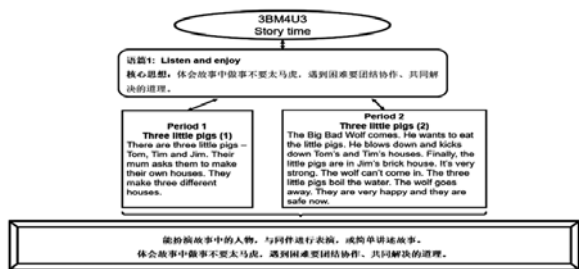 3BM4U3
Story time
语篇1: Listen and enjoy
核心思想：体会故事中做事不要太马虎，遇到困难要团结协作、共同解
决的道理。
Period 1
Three little pigs (1)
There are three little pigs –
Tom, Tim and Jim. Their
mum asks them to make
their own houses. They
make three different
houses.
Period 2
Three little pigs (2)
The Big Bad Wolf comes. He wants to eat
the little pigs. He blows down and kicks
down Tom's and Tim's houses. Finally, the
little pigs are in Jim's brick house. It's very
strong. The wolf can't come in. The three
little pigs boil the water. The wolf goes
away. They are very happy and they are
safe now.
能扮演故事中的人物，与同伴进行表演，或简单讲述故事。
体会故事中做事不要太马虎，遇到困难要团结协作、共同解决的道理。